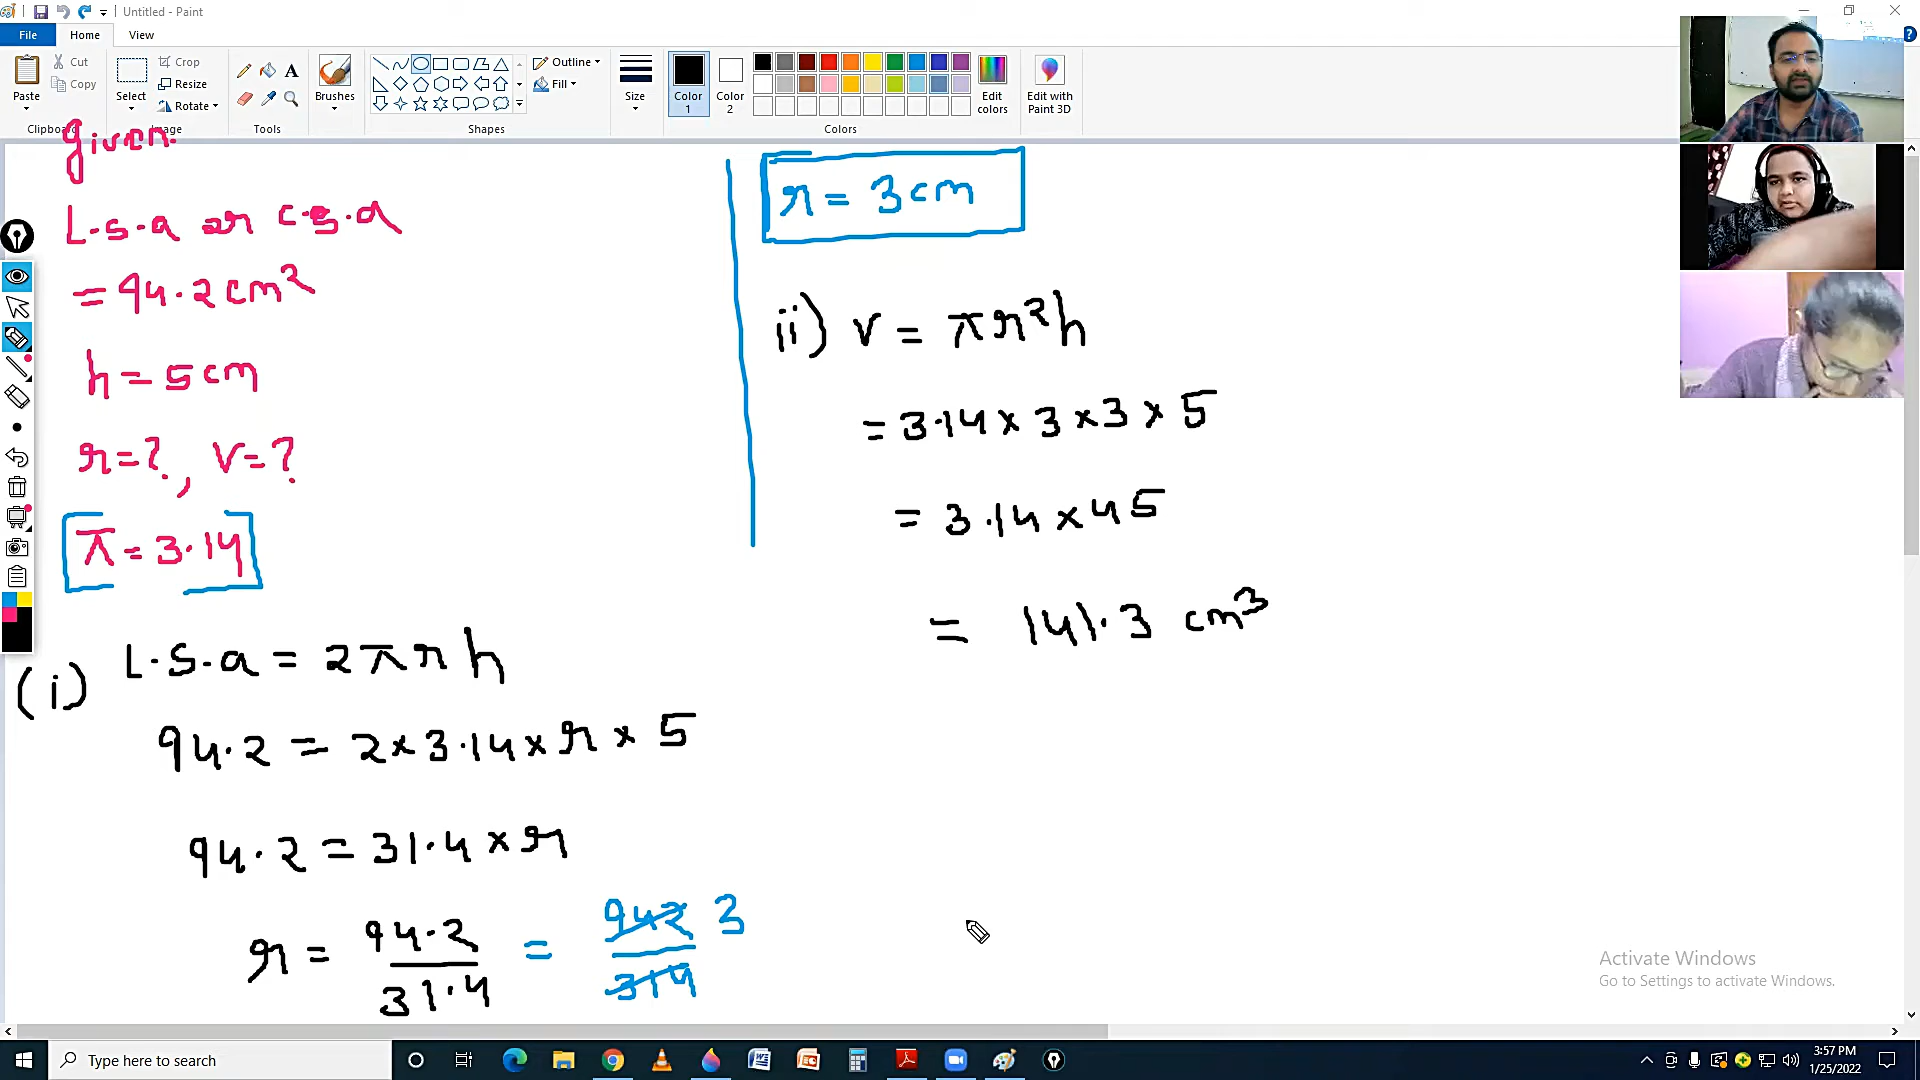 Untitled - Paint
File Home View
Paste
Cut
Copy
Clipboard
Select
Crop
Resize
Rotate
Image
Tools
Brushes
Shapes
Outline
Fill
Size
Color 1
Color 2
Edit colors
Edit with Paint 3D
Colors
given
L.s.a or c.s.a
= 94.2 cm²
h = 5 cm
r = ?, v = ?
π = 3.14
(i) L.S.a = 2πrh
94.2 = 2 × 3.14 × r × 5
94.2 = 31.4 × r
r = 94.2/31.4 = 942/314 3
r = 3 cm
ii) v = πr²h
= 3.14 × 3 × 3 × 5
= 3.14 × 45
= 141.3 cm³
Activate Windows
Go to Settings to activate Windows.
Type here to search
3:57 PM
1/25/2022